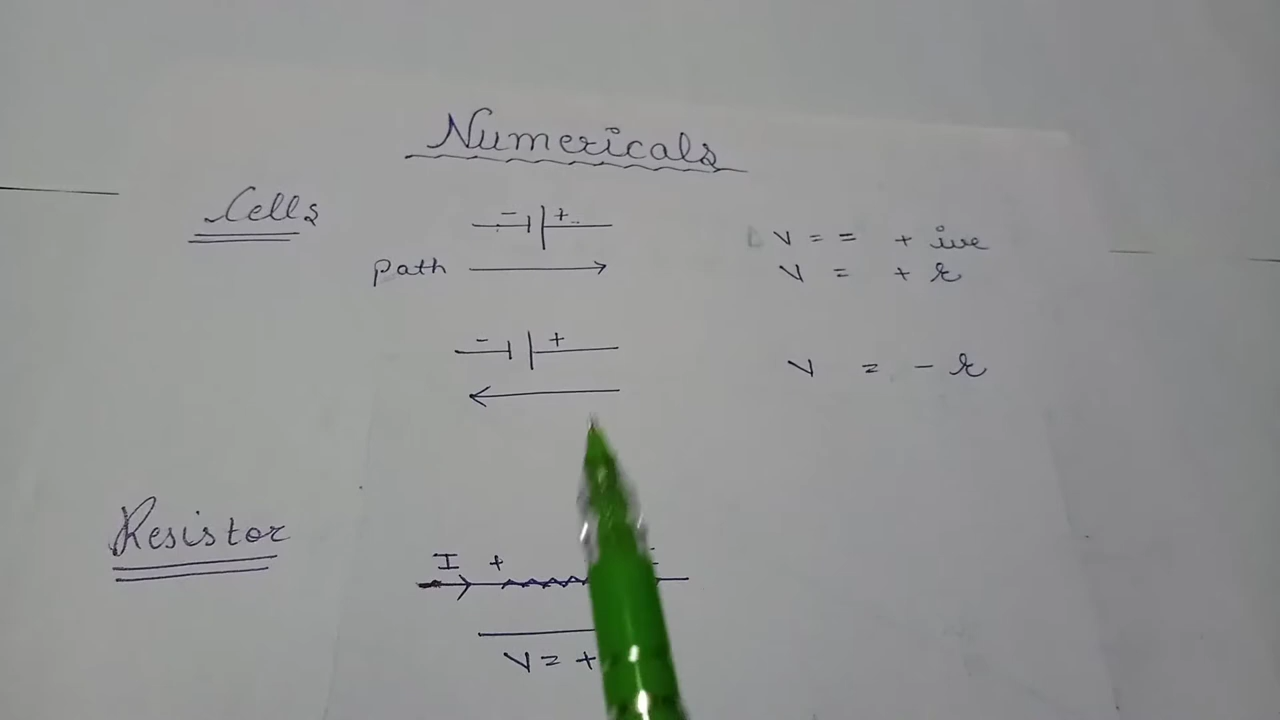 Numericals
Cells
- +
V = = + ive
Path
V = + ε
- +
V = - ε
Resistor
I +
V = +